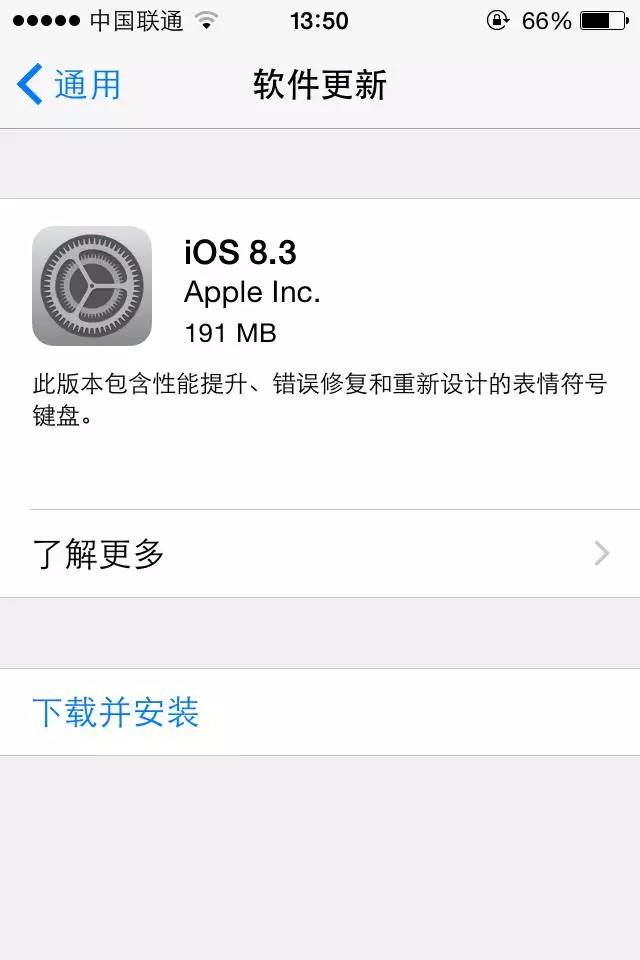 中国联通 13:50 66%
通用 软件更新
iOS 8.3
Apple Inc.
191 MB
此版本包含性能提升、错误修复和重新设计的表情符号
键盘。
了解更多
下载并安装